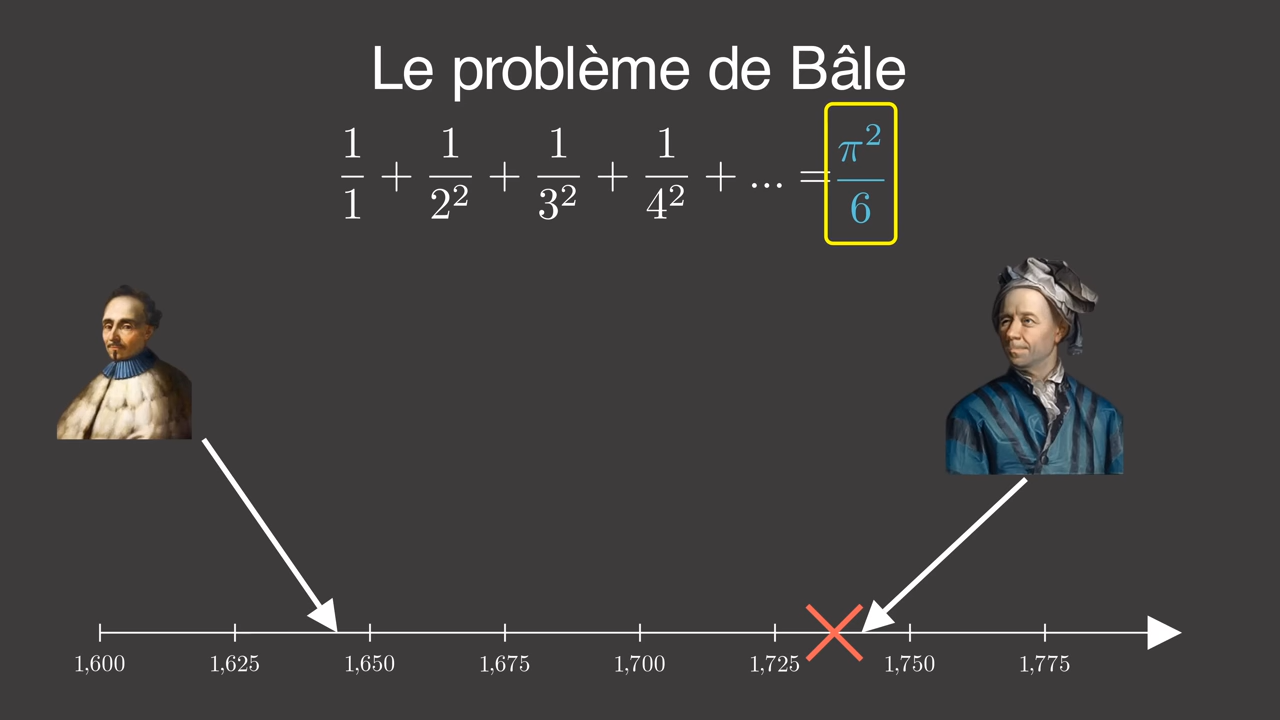 Le problème de Bâle
1/1 + 1/2² + 1/3² + 1/4² + ... = π²/6
1,600 1,625 1,650 1,675 1,700 1,725 1,750 1,775